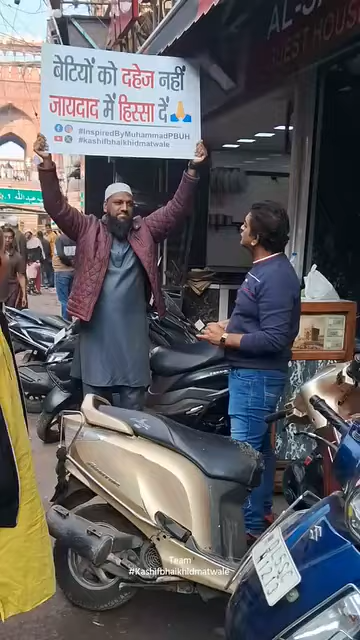 बेटियों को दहेज नहीं
जायदाद में हिस्सा दें🙏
#InspiredByMuhammadPBUH
#kashifbhaikhidmatwale
AL-
GUEST HOUSE
Team
#Kashifbhaikhidmatwale